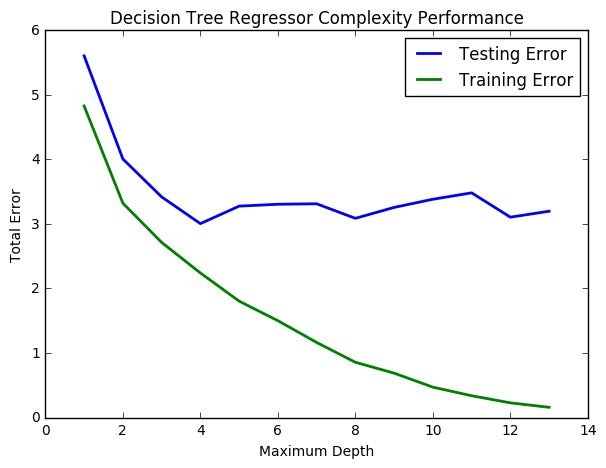 Decision Tree Regressor Complexity Performance
Testing Error
Training Error
Total Error
6
5
4
3
2
1
0
0 2 4 6 8 10 12 14
Maximum Depth